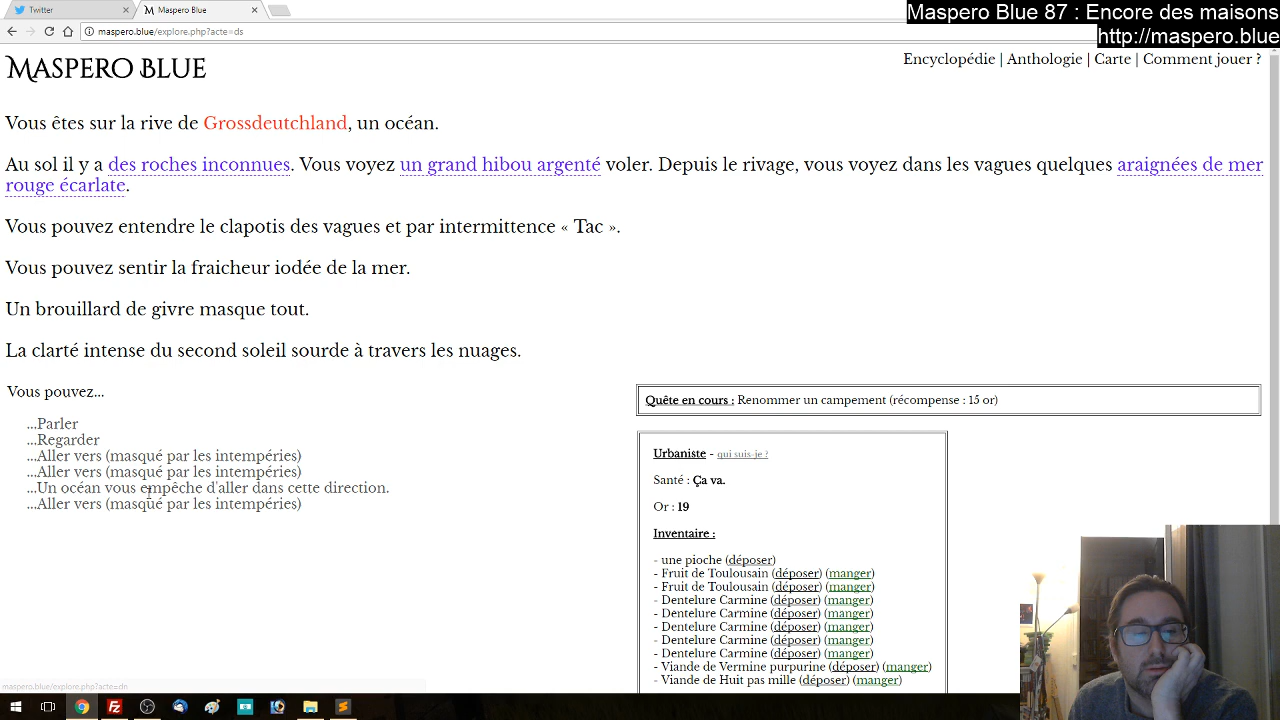 Twitter
Maspero Blue
Maspero Blue 87 : Encore des maisons
http://maspero.blue
maspero.blue/explore.php?acte=ds
Maspero Blue
Encyclopédie | Anthologie | Carte | Comment jouer ?
Vous êtes sur la rive de Grossdeutchland, un océan.
Au sol il y a des roches inconnues. Vous voyez un grand hibou argenté voler. Depuis le rivage, vous voyez dans les vagues quelques araignées de mer
rouge écarlate.
Vous pouvez entendre le clapotis des vagues et par intermittence « Tac ».
Vous pouvez sentir la fraicheur iodée de la mer.
Un brouillard de givre masque tout.
La clarté intense du second soleil sourde à travers les nuages.
Vous pouvez...
...Parler
...Regarder
...Aller vers (masqué par les intempéries)
...Aller vers (masqué par les intempéries)
...Un océan vous empêche d'aller dans cette direction.
...Aller vers (masqué par les intempéries)
Quête en cours : Renommer un campement (récompense : 15 or)
Urbaniste - qui suis-je ?
Santé : Ça va.
Or : 19
Inventaire :
- une pioche (déposer)
- Fruit de Toulousain (déposer) (manger)
- Fruit de Toulousain (déposer) (manger)
- Dentelure Carmine (déposer) (manger)
- Dentelure Carmine (déposer) (manger)
- Dentelure Carmine (déposer) (manger)
- Dentelure Carmine (déposer) (manger)
- Dentelure Carmine (déposer) (manger)
- Viande de Vermine purpurine (déposer) (manger)
- Viande de Huit pas mille (déposer) (manger)
maspero.blue/explore.php?acte=dn